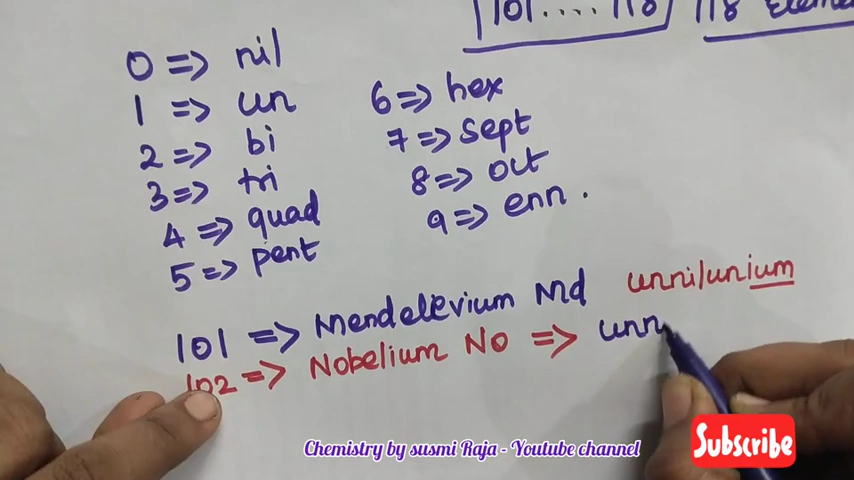 101....118 118 Eleme
0 => nil
1 => un
2 => bi
3 => tri
4 => quad
5 => pent
6 => hex
7 => sept
8 => oct
9 => enn.
101 => Mendelevium Md unnilunium
102 => Nobelium No => unn
Chemistry by susmi Raja - Youtube channel
Subscribe